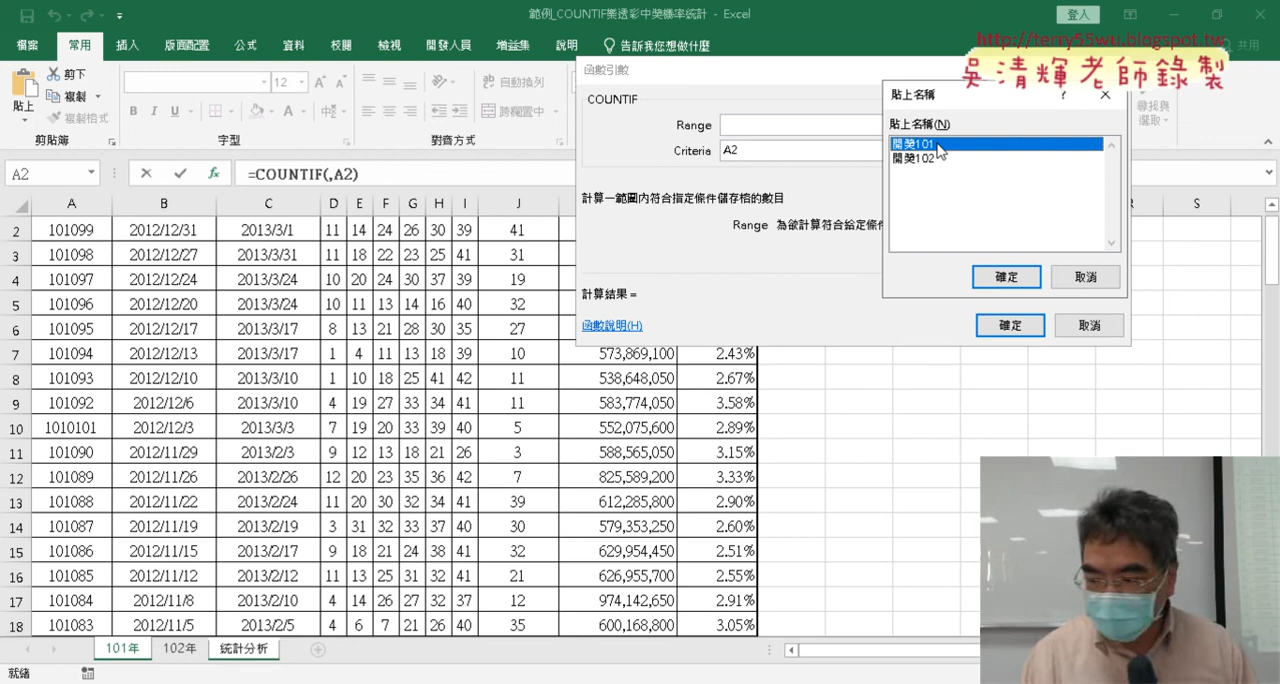 範例_COUNTIF樂透彩中獎機率統計 - Excel
登入
http://terry55wu.blogspot.tw
吳清輝老師錄製
檔案 常用 插入 版面配置 公式 資料 校閱 檢視 開發人員 增益集 說明 告訴我您想做什麼 共用
貼上 剪下 複製 複製格式
剪貼簿
12
B I U
字型
自動換列
跨欄置中
對齊方式
尋找與
選取
A2 fx =COUNTIF(,A2)
函數引數
COUNTIF
Range
Criteria A2
計算一範圍內符合指定條件儲存格的數目
Range 為欲計算符合給定條件
計算結果 =
函數說明(H)
確定 取消
貼上名稱 ?
貼上名稱(N)
開獎101
開獎102
確定 取消
A B C D E F G H I J R S
2 101099 2012/12/31 2013/3/1 11 14 24 26 30 39 41
3 101098 2012/12/27 2013/3/31 11 18 22 23 25 41 31
4 101097 2012/12/24 2013/3/24 10 20 24 30 37 39 19
5 101096 2012/12/20 2013/3/24 10 11 13 14 16 40 32
6 101095 2012/12/17 2013/3/17 8 13 21 28 30 35 27
7 101094 2012/12/13 2013/3/17 1 4 11 13 18 39 10 573,869,100 2.43%
8 101093 2012/12/10 2013/3/10 1 10 18 25 41 42 11 538,648,050 2.67%
9 101092 2012/12/6 2013/3/10 4 19 27 33 34 41 11 583,774,050 3.58%
10 1010101 2012/12/3 2013/3/3 7 19 20 33 39 40 5 552,075,600 2.89%
11 101090 2012/11/29 2013/2/3 9 12 13 18 21 26 3 588,565,050 3.15%
12 101089 2012/11/26 2013/2/26 12 20 23 35 36 42 7 825,589,200 3.33%
13 101088 2012/11/22 2013/2/24 11 20 30 32 34 41 39 612,285,800 2.90%
14 101087 2012/11/19 2013/2/19 3 31 32 33 37 40 30 579,353,250 2.60%
15 101086 2012/11/15 2013/2/17 9 18 21 24 38 41 32 629,954,450 2.51%
16 101085 2012/11/12 2013/2/12 11 13 25 31 32 41 21 626,955,700 2.55%
17 101084 2012/11/8 2013/2/10 4 14 26 27 32 37 12 974,142,650 2.91%
18 101083 2012/11/5 2013/2/5 4 6 7 21 26 40 35 600,168,800 3.05%
101年 102年 統計分析
就緒